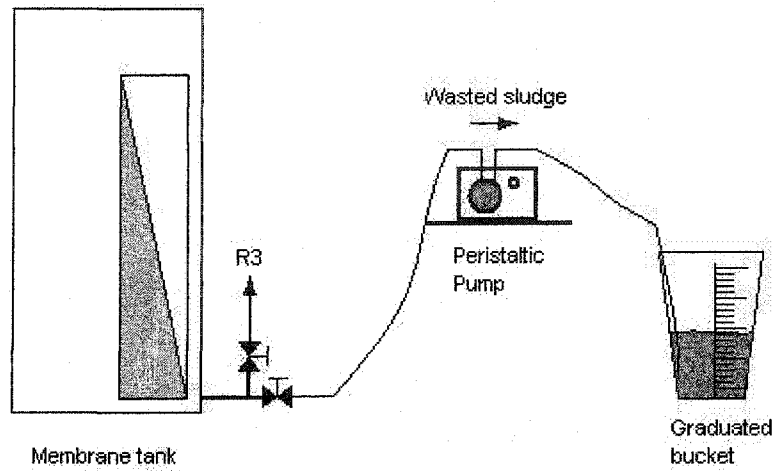 Wasted sludge
R3
Peristaltic
Pump
Membrane tank
Graduated
bucket